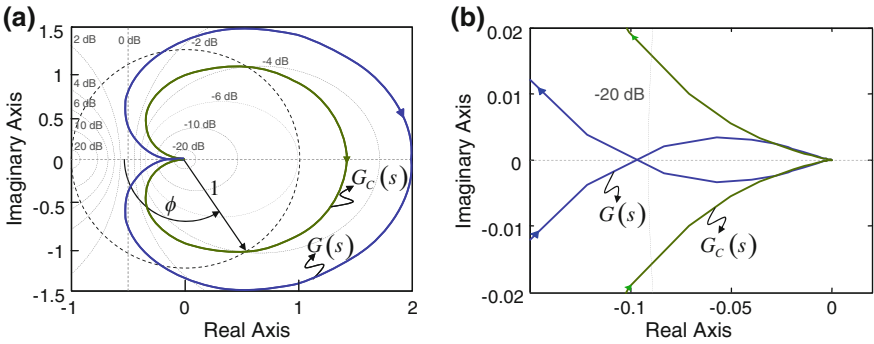 (a)
1.5
1
0.5
0
-0.5
-1
-1.5
Imaginary Axis
2 dB
0 dB
-2 dB
4 dB
-4 dB
6 dB
-6 dB
-10 dB
20 dB
-20 dB
ϕ
1
G_C(s)
G(s)
-1
0
1
2
Real Axis
(b)
0.02
0.01
0
-0.01
-0.02
Imaginary Axis
-20 dB
G(s)
G_C(s)
-0.1
-0.05
0
Real Axis